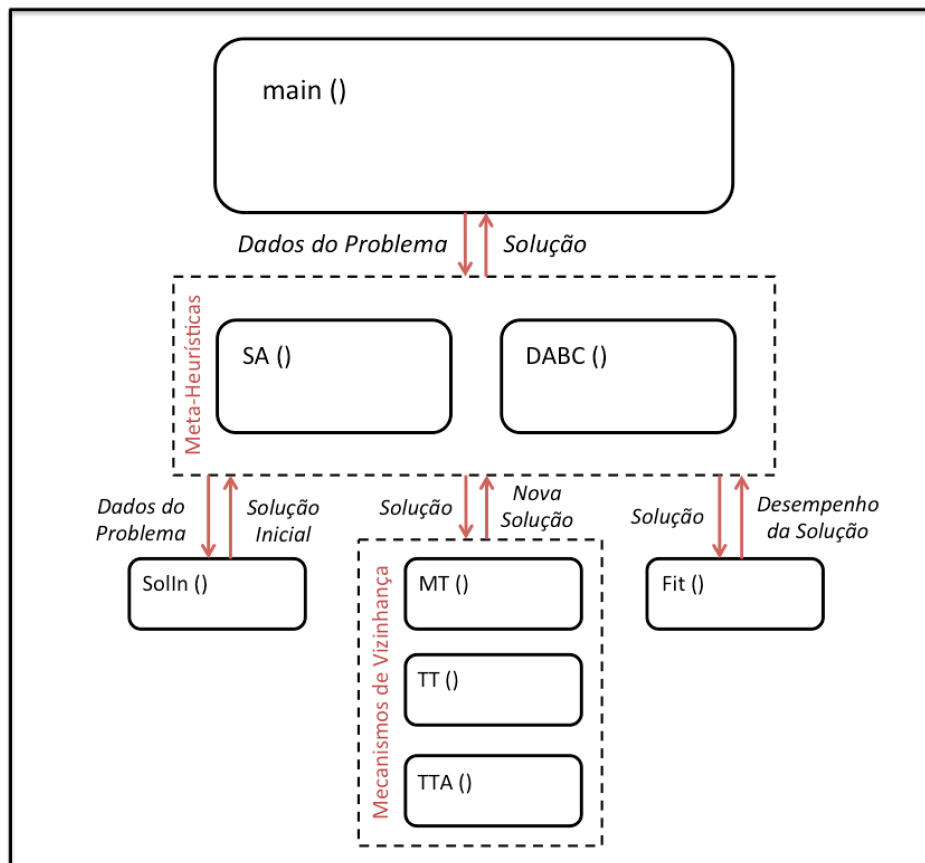 main ()
Dados do Problema
Solução
Meta-Heurísticas
SA ()
DABC ()
Dados do
Problema
Solução
Inicial
Solução
Nova
Solução
Solução
Desempenho
da Solução
SolIn ()
Mecanismos de Vizinhança
MT ()
TT ()
TTA ()
Fit ()